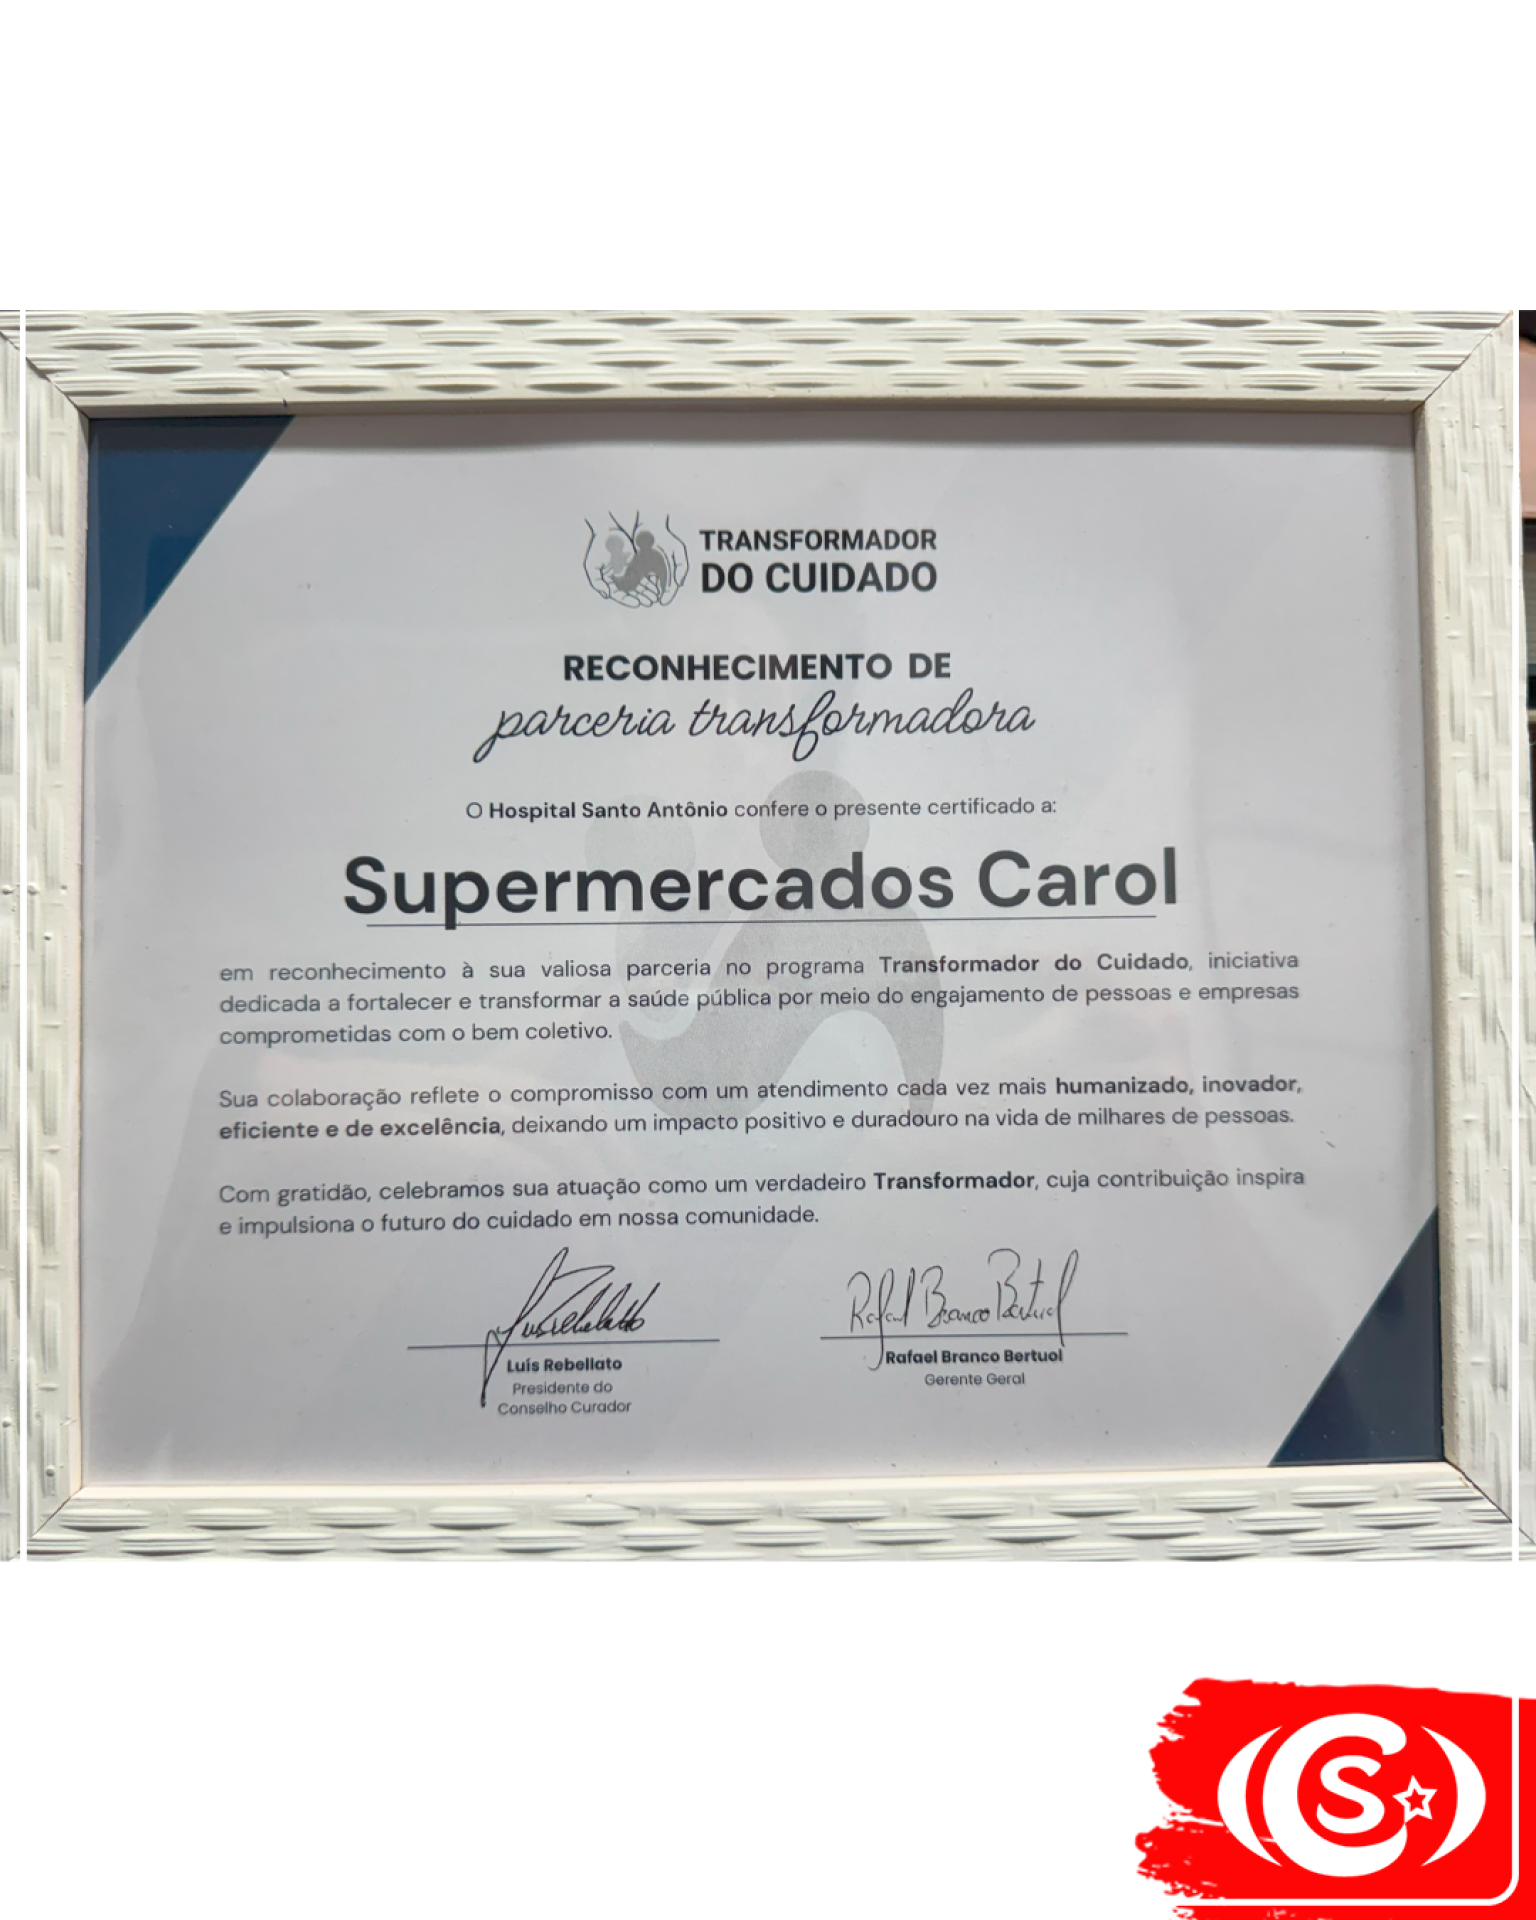 TRANSFORMADOR
DO CUIDADO
RECONHECIMENTO DE
parceria transformadora
O Hospital Santo Antônio confere o presente certificado a:
Supermercados Carol
em reconhecimento à sua valiosa parceria no programa Transformador do Cuidado, iniciativa
dedicada a fortalecer e transformar a saúde pública por meio do engajamento de pessoas e empresas
comprometidas com o bem coletivo.
Sua colaboração reflete o compromisso com um atendimento cada vez mais humanizado, inovador,
eficiente e de excelência, deixando um impacto positivo e duradouro na vida de milhares de pessoas.
Com gratidão, celebramos sua atuação como um verdadeiro Transformador, cuja contribuição inspira
e impulsiona o futuro do cuidado em nossa comunidade.
Rafael Branco Bertuol
Luís Rebellato
Presidente do
Conselho Curador
Rafael Branco Bertuol
Gerente Geral
CS